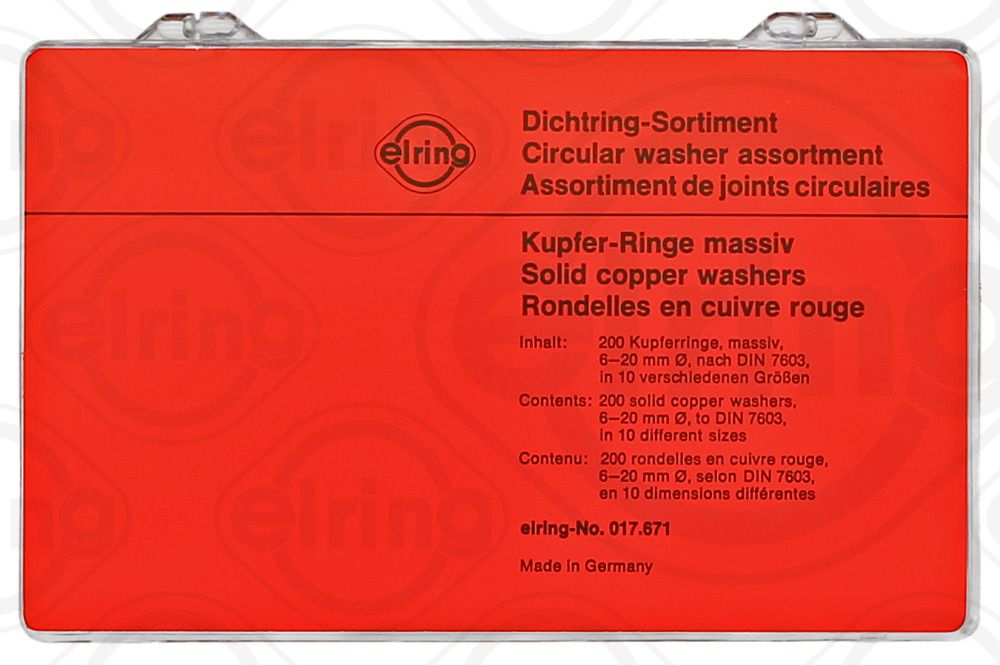 elring
Dichtring-Sortiment
Circular washer assortment
Assortiment de joints circulaires
Kupfer-Ringe massiv
Solid copper washers
Rondelles en cuivre rouge
Inhalt: 200 Kupferringe, massiv,
6–20 mm Ø, nach DIN 7603,
in 10 verschiedenen Größen
Contents: 200 solid copper washers,
6–20 mm Ø, to DIN 7603,
in 10 different sizes
Contenu: 200 rondelles en cuivre rouge,
6–20 mm Ø, selon DIN 7603,
en 10 dimensions différentes
elring-No. 017.671
Made in Germany